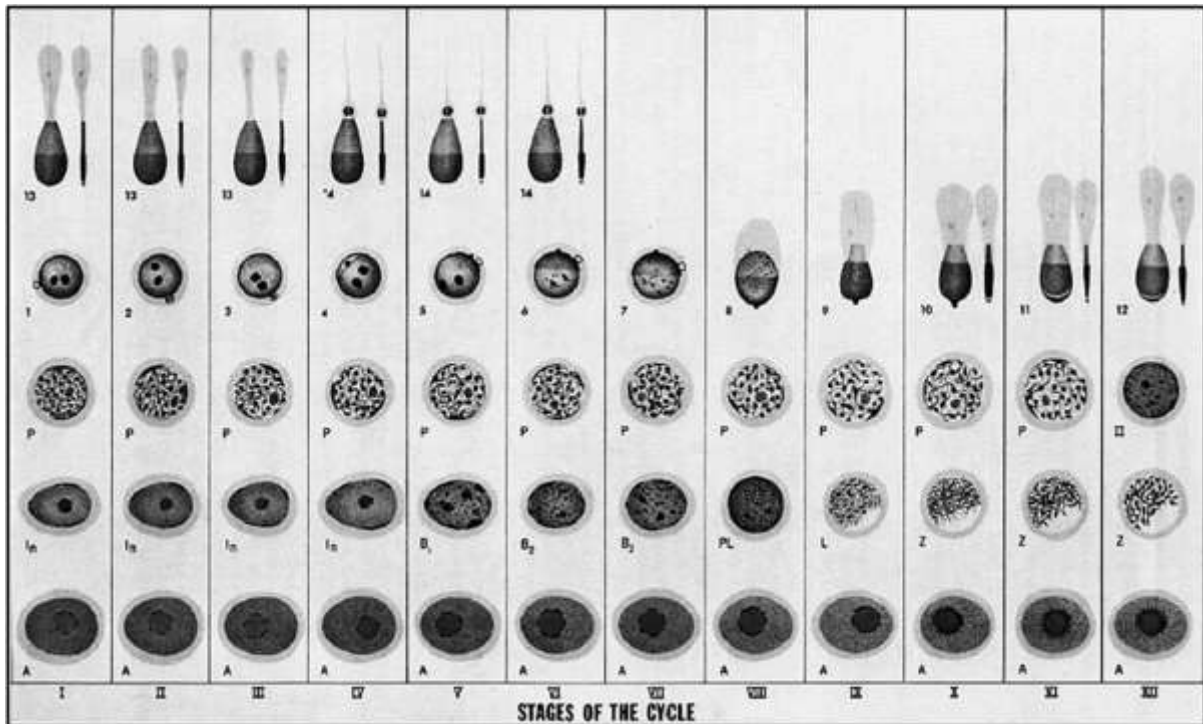 13 13 13 14 14 14
1 2 3 4 5 6 7 8 9 10 11 12
P P P P P P P P P P P II
In In In In B1 B2 B2 PL L Z Z Z
A A A A A A A A A A A A
I II III IV V VI VII VIII IX X XI XII
STAGES OF THE CYCLE